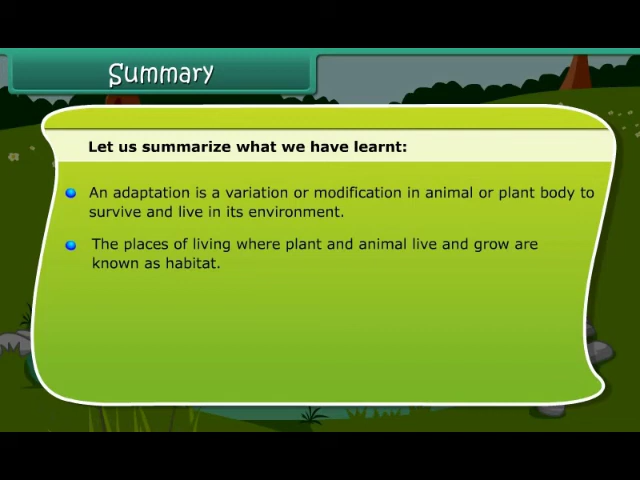 Summary
Let us summarize what we have learnt:
An adaptation is a variation or modification in animal or plant body to
survive and live in its environment.
The places of living where plant and animal live and grow are
known as habitat.